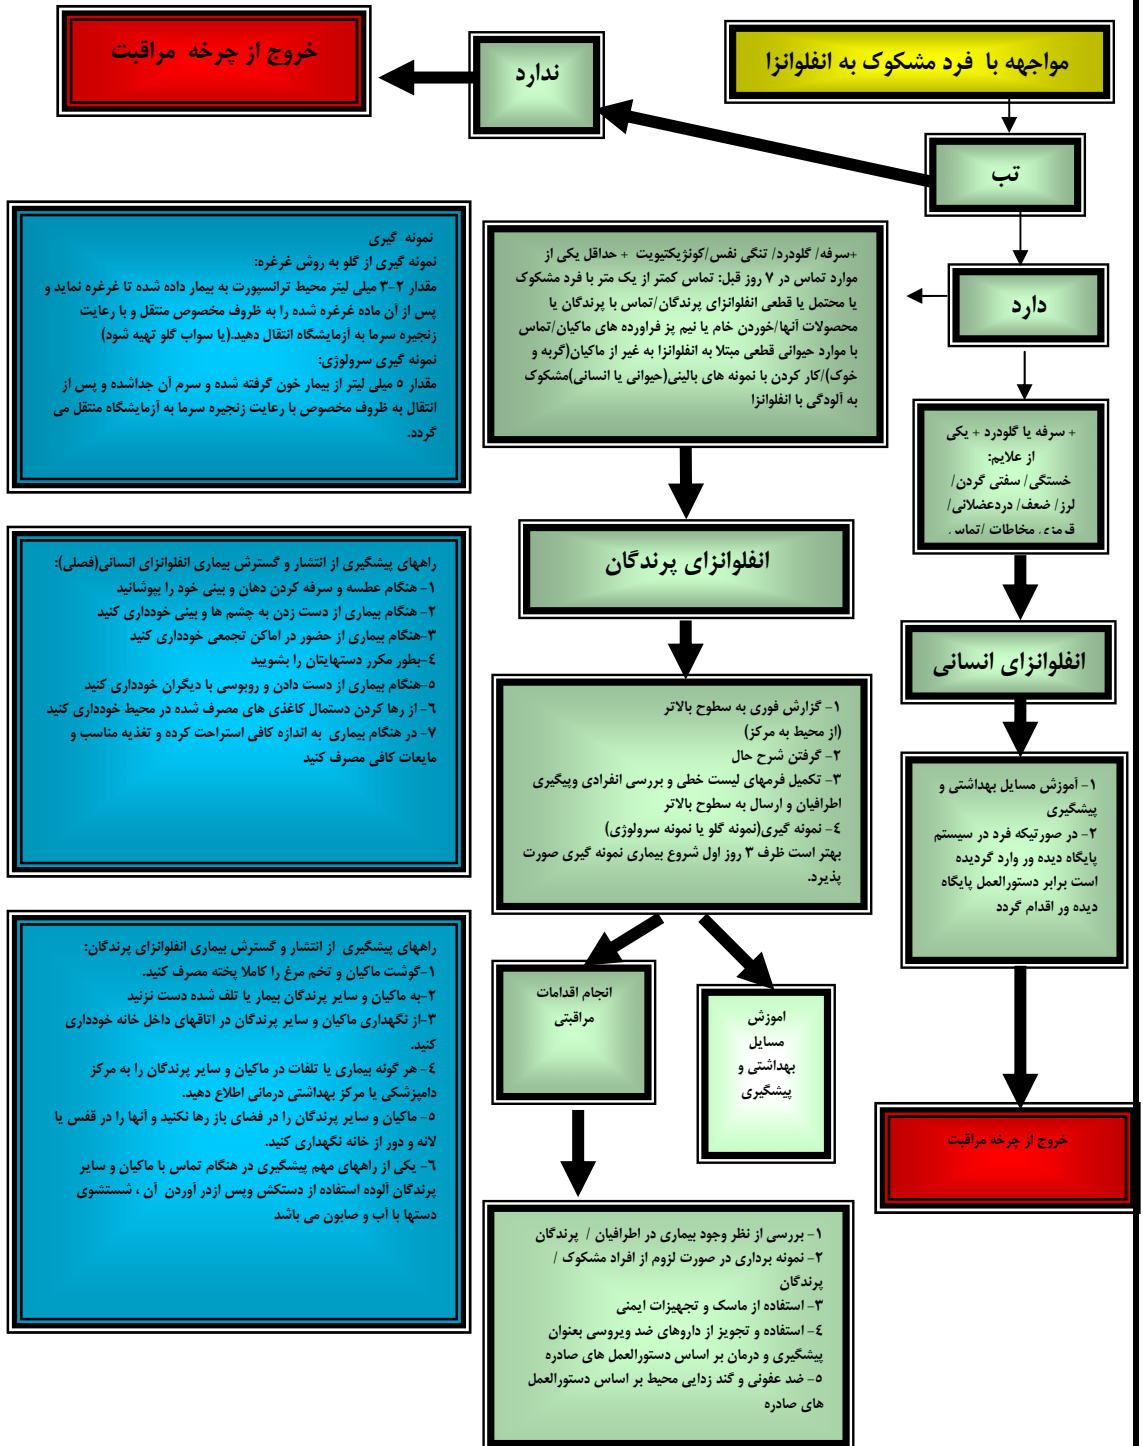 مواجهه با فرد مشکوک به انفلوانزا
تب
ندارد
خروج از چرخه مراقبت
دارد
+ سرفه یا گلودرد + یکی
از علایم:
خستگی/ سفتی گردن/
لرز/ ضعف/ دردعضلانی/
قرمزی مخاطات /تماس
انفلوانزای انسانی
۱- آموزش مسایل بهداشتی و
پیشگیری
۲- در صورتیکه فرد در سیستم
پایگاه دیده ور وارد گردیده
است برابر دستورالعمل پایگاه
دیده ور اقدام گردد
خروج از چرخه مراقبت
+سرفه/ گلودرد/ تنگی نفس/کونژیکتیویت + حداقل یکی از
موارد تماس در ۷ روز قبل: تماس کمتر از یک متر با فرد مشکوک
یا محتمل یا قطعی انفلوانزای پرندگان/تماس با پرندگان یا
محصولات آنها/خوردن خام یا نیم پز فراورده های ماکیان/تماس
با موارد حیوانی قطعی مبتلا به انفلوانزا به غیر از ماکیان(گربه و
خوک)/کار کردن با نمونه های بالینی(حیوانی یا انسانی)مشکوک
به آلودگی با انفلوانزا
انفلوانزای پرندگان
۱- گزارش فوری به سطوح بالاتر
(از محیط به مرکز)
۲- گرفتن شرح حال
۳- تکمیل فرمهای لیست خطی و بررسی انفرادی وپیگیری
اطرافیان و ارسال به سطوح بالاتر
٤- نمونه گیری(نمونه گلو یا نمونه سرولوژی)
بهتر است ظرف ۳ روز اول شروع بیماری نمونه گیری صورت
پذیرد.
اموزش
مسایل
بهداشتی و
پیشگیری
انجام اقدامات
مراقبتی
۱- بررسی از نظر وجود بیماری در اطرافیان / پرندگان
۲- نمونه برداری در صورت لزوم از افراد مشکوک /
پرندگان
۳- استفاده از ماسک و تجهیزات ایمنی
٤- استفاده و تجویز از داروهای ضد ویروسی بعنوان
پیشگیری و درمان بر اساس دستورالعمل های صادره
٥- ضد عفونی و گند زدایی محیط بر اساس دستورالعمل
های صادره
نمونه گیری
نمونه گیری از گلو به روش غرغره:
مقدار ۲-۳ میلی لیتر محیط ترانسپورت به بیمار داده شده تا غرغره نماید و
پس از آن ماده غرغره شده را به ظروف مخصوص منتقل و با رعایت
زنجیره سرما به آزمایشگاه انتقال دهید.(یا سواب گلو تهیه شود)
نمونه گیری سرولوژی:
مقدار ٥ میلی لیتر از بیمار خون گرفته شده و سرم آن جداشده و پس از
انتقال به ظروف مخصوص با رعایت زنجیره سرما به آزمایشگاه منتقل می
گردد.
راههای پیشگیری از انتشار و گسترش بیماری انفلوانزای انسانی(فصلی):
۱- هنگام عطسه و سرفه کردن دهان و بینی خود را بپوشانید
۲- هنگام بیماری از دست زدن به چشم ها و بینی خودداری کنید
۳-هنگام بیماری از حضور در اماکن تجمعی خودداری کنید
٤-بطور مکرر دستهایتان را بشویید
٥-هنگام بیماری از دست دادن و روبوسی با دیگران خودداری کنید
٦- از رها کردن دستمال کاغذی های مصرف شده در محیط خودداری کنید
۷- در هنگام بیماری به اندازه کافی استراحت کرده و تغذیه مناسب و
مایعات کافی مصرف کنید
راههای پیشگیری از انتشار و گسترش بیماری انفلوانزای پرندگان:
۱-گوشت ماکیان و تخم مرغ را کاملا پخته مصرف کنید.
۲-به ماکیان و سایر پرندگان بیمار یا تلف شده دست نزنید
۳-از نگهداری ماکیان و سایر پرندگان در اتاقهای داخل خانه خودداری
کنید.
٤- هر گونه بیماری یا تلفات در ماکیان و سایر پرندگان را به مرکز
دامپزشکی یا مرکز بهداشتی درمانی اطلاع دهید.
٥- ماکیان و سایر پرندگان را در فضای باز رها نکنید و آنها را در قفس یا
لانه و دور از خانه نگهداری کنید.
٦- یکی از راههای مهم پیشگیری در هنگام تماس با ماکیان و سایر
پرندگان آلوده استفاده از دستکش وپس ازدر آوردن آن ، شستشوی
دستها با آب و صابون می باشد